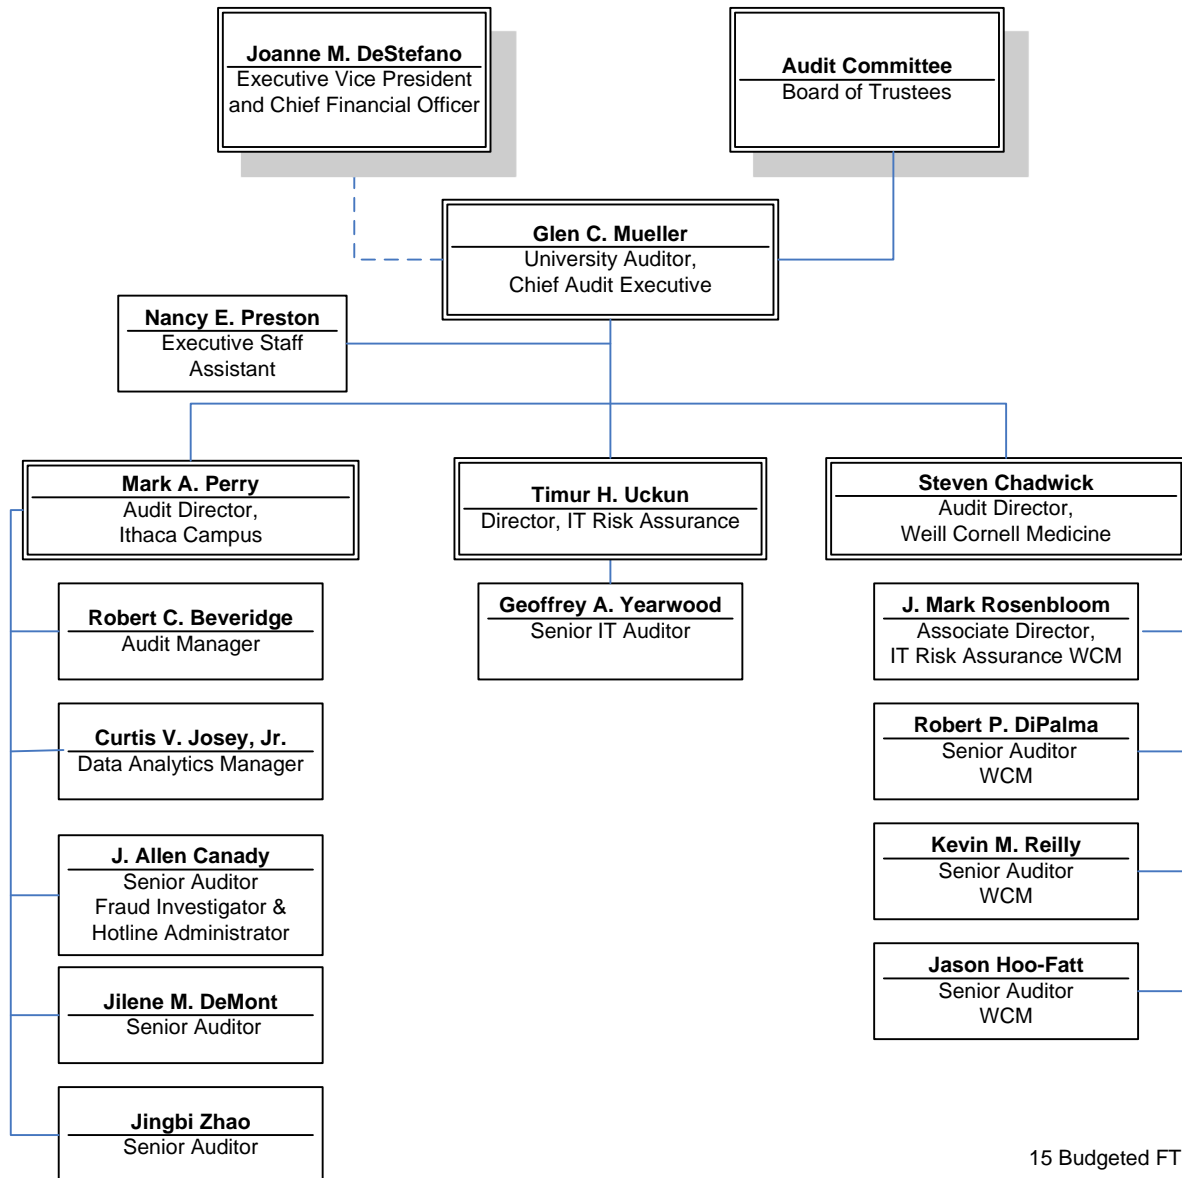 Joanne M. DeStefano
Executive Vice President
and Chief Financial Officer
Audit Committee
Board of Trustees
Glen C. Mueller
University Auditor,
Chief Audit Executive
Nancy E. Preston
Executive Staff
Assistant
Mark A. Perry
Audit Director,
Ithaca Campus
Timur H. Uckun
Director, IT Risk Assurance
Steven Chadwick
Audit Director,
Weill Cornell Medicine
Robert C. Beveridge
Audit Manager
Geoffrey A. Yearwood
Senior IT Auditor
J. Mark Rosenbloom
Associate Director,
IT Risk Assurance WCM
Curtis V. Josey, Jr.
Data Analytics Manager
Robert P. DiPalma
Senior Auditor
WCM
J. Allen Canady
Senior Auditor
Fraud Investigator &
Hotline Administrator
Kevin M. Reilly
Senior Auditor
WCM
Jilene M. DeMont
Senior Auditor
Jason Hoo-Fatt
Senior Auditor
WCM
Jingbi Zhao
Senior Auditor
15 Budgeted FT